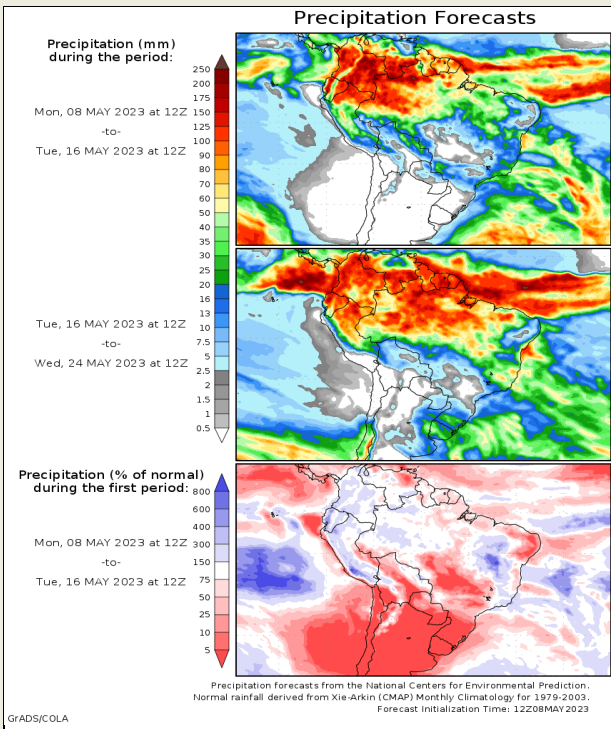 Precipitation Forecasts
Precipitation (mm)
during the period:
Mon, 08 MAY 2023 at 12Z
-to-
Tue, 16 MAY 2023 at 12Z
250
200
175
150
125
100
90
80
70
60
50
40
35
30
25
20
16
13
10
7.5
5
2.5
2
1.5
1
0.5
Tue, 16 MAY 2023 at 12Z
-to-
Wed, 24 MAY 2023 at 12Z
Precipitation (% of normal)
during the first period:
Mon, 08 MAY 2023 at 12Z
-to-
Tue, 16 MAY 2023 at 12Z
800
600
400
300
150
75
50
25
10
5
Precipitation forecasts from the National Centers for Environmental Prediction.
Normal rainfall derived from Xie-Arkin (CMAP) Monthly Climatology for 1979-2003.
Forecast Initialization Time: 12Z08MAY2023
GrADS/COLA